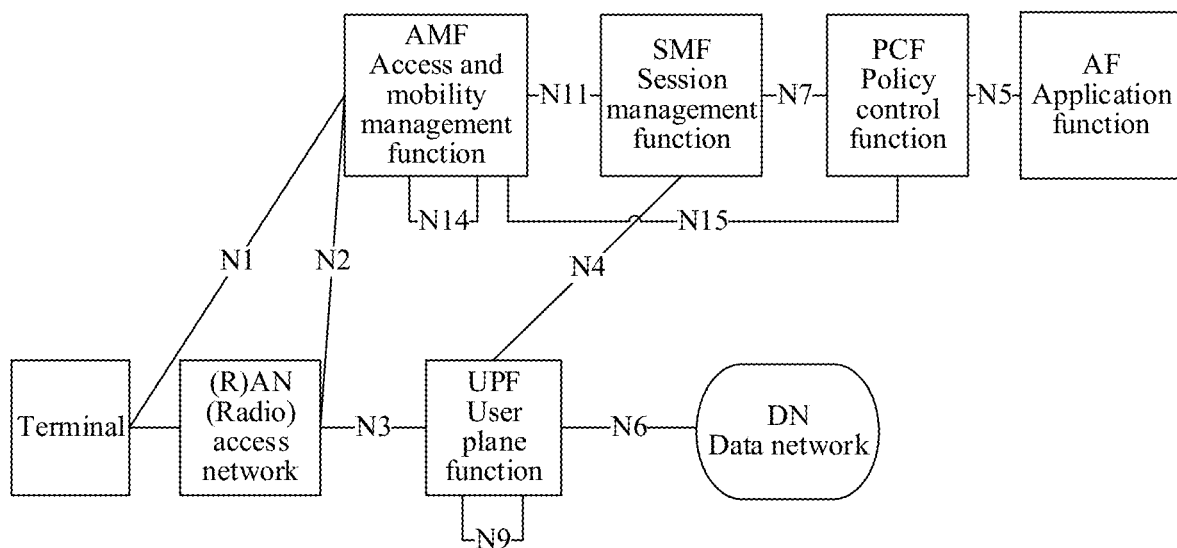 AMF
Access and
mobility
management
function
N11
SMF
Session
management
function
N7
PCF
Policy
control
function
N5
AF
Application
function
N14
N15
N1
N2
N4
Terminal
(R)AN
(Radio)
access
network
N3
UPF
User
plane
function
N6
DN
Data network
N9